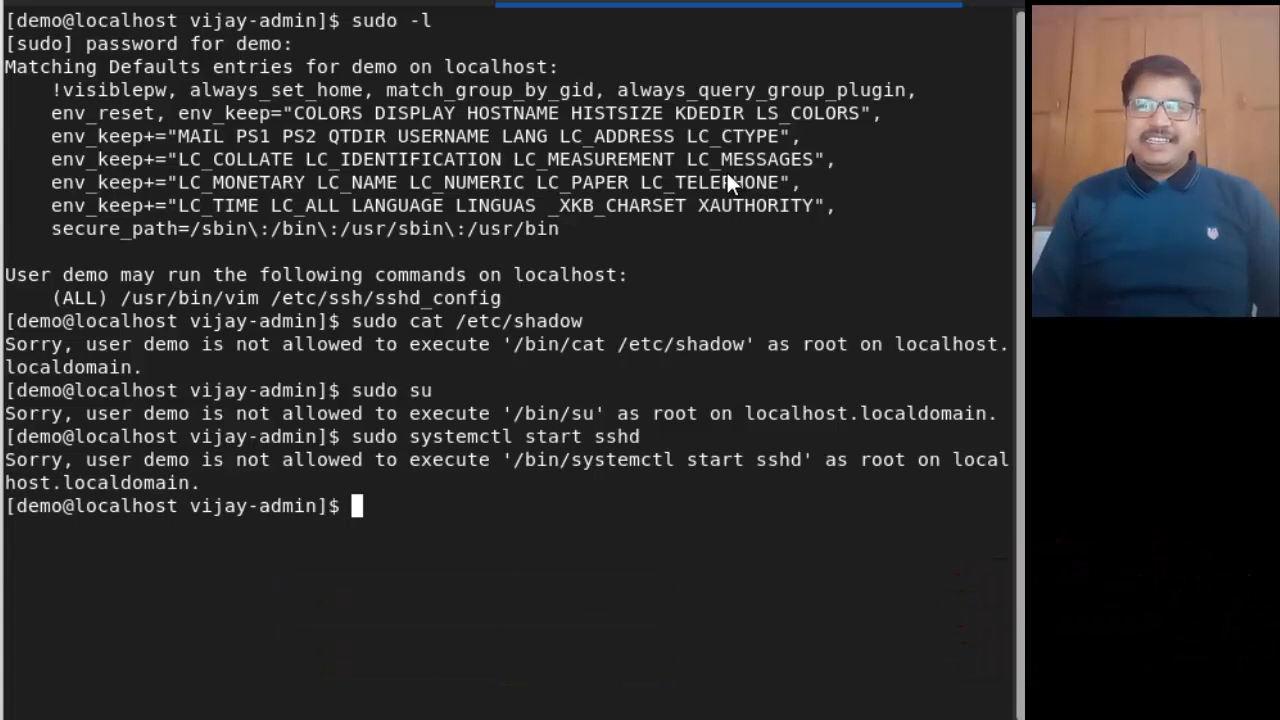 [demo@localhost vijay-admin]$ sudo -l
[sudo] password for demo:
Matching Defaults entries for demo on localhost:
    !visiblepw, always_set_home, match_group_by_gid, always_query_group_plugin,
    env_reset, env_keep="COLORS DISPLAY HOSTNAME HISTSIZE KDEDIR LS_COLORS",
    env_keep+="MAIL PS1 PS2 QTDIR USERNAME LANG LC_ADDRESS LC_CTYPE",
    env_keep+="LC_COLLATE LC_IDENTIFICATION LC_MEASUREMENT LC_MESSAGES",
    env_keep+="LC_MONETARY LC_NAME LC_NUMERIC LC_PAPER LC_TELEPHONE",
    env_keep+="LC_TIME LC_ALL LANGUAGE LINGUAS _XKB_CHARSET XAUTHORITY",
    secure_path=/sbin\:/bin\:/usr/sbin\:/usr/bin

User demo may run the following commands on localhost:
    (ALL) /usr/bin/vim /etc/ssh/sshd_config
[demo@localhost vijay-admin]$ sudo cat /etc/shadow
Sorry, user demo is not allowed to execute '/bin/cat /etc/shadow' as root on localhost.
localdomain.
[demo@localhost vijay-admin]$ sudo su
Sorry, user demo is not allowed to execute '/bin/su' as root on localhost.localdomain.
[demo@localhost vijay-admin]$ sudo systemctl start sshd
Sorry, user demo is not allowed to execute '/bin/systemctl start sshd' as root on local
host.localdomain.
[demo@localhost vijay-admin]$